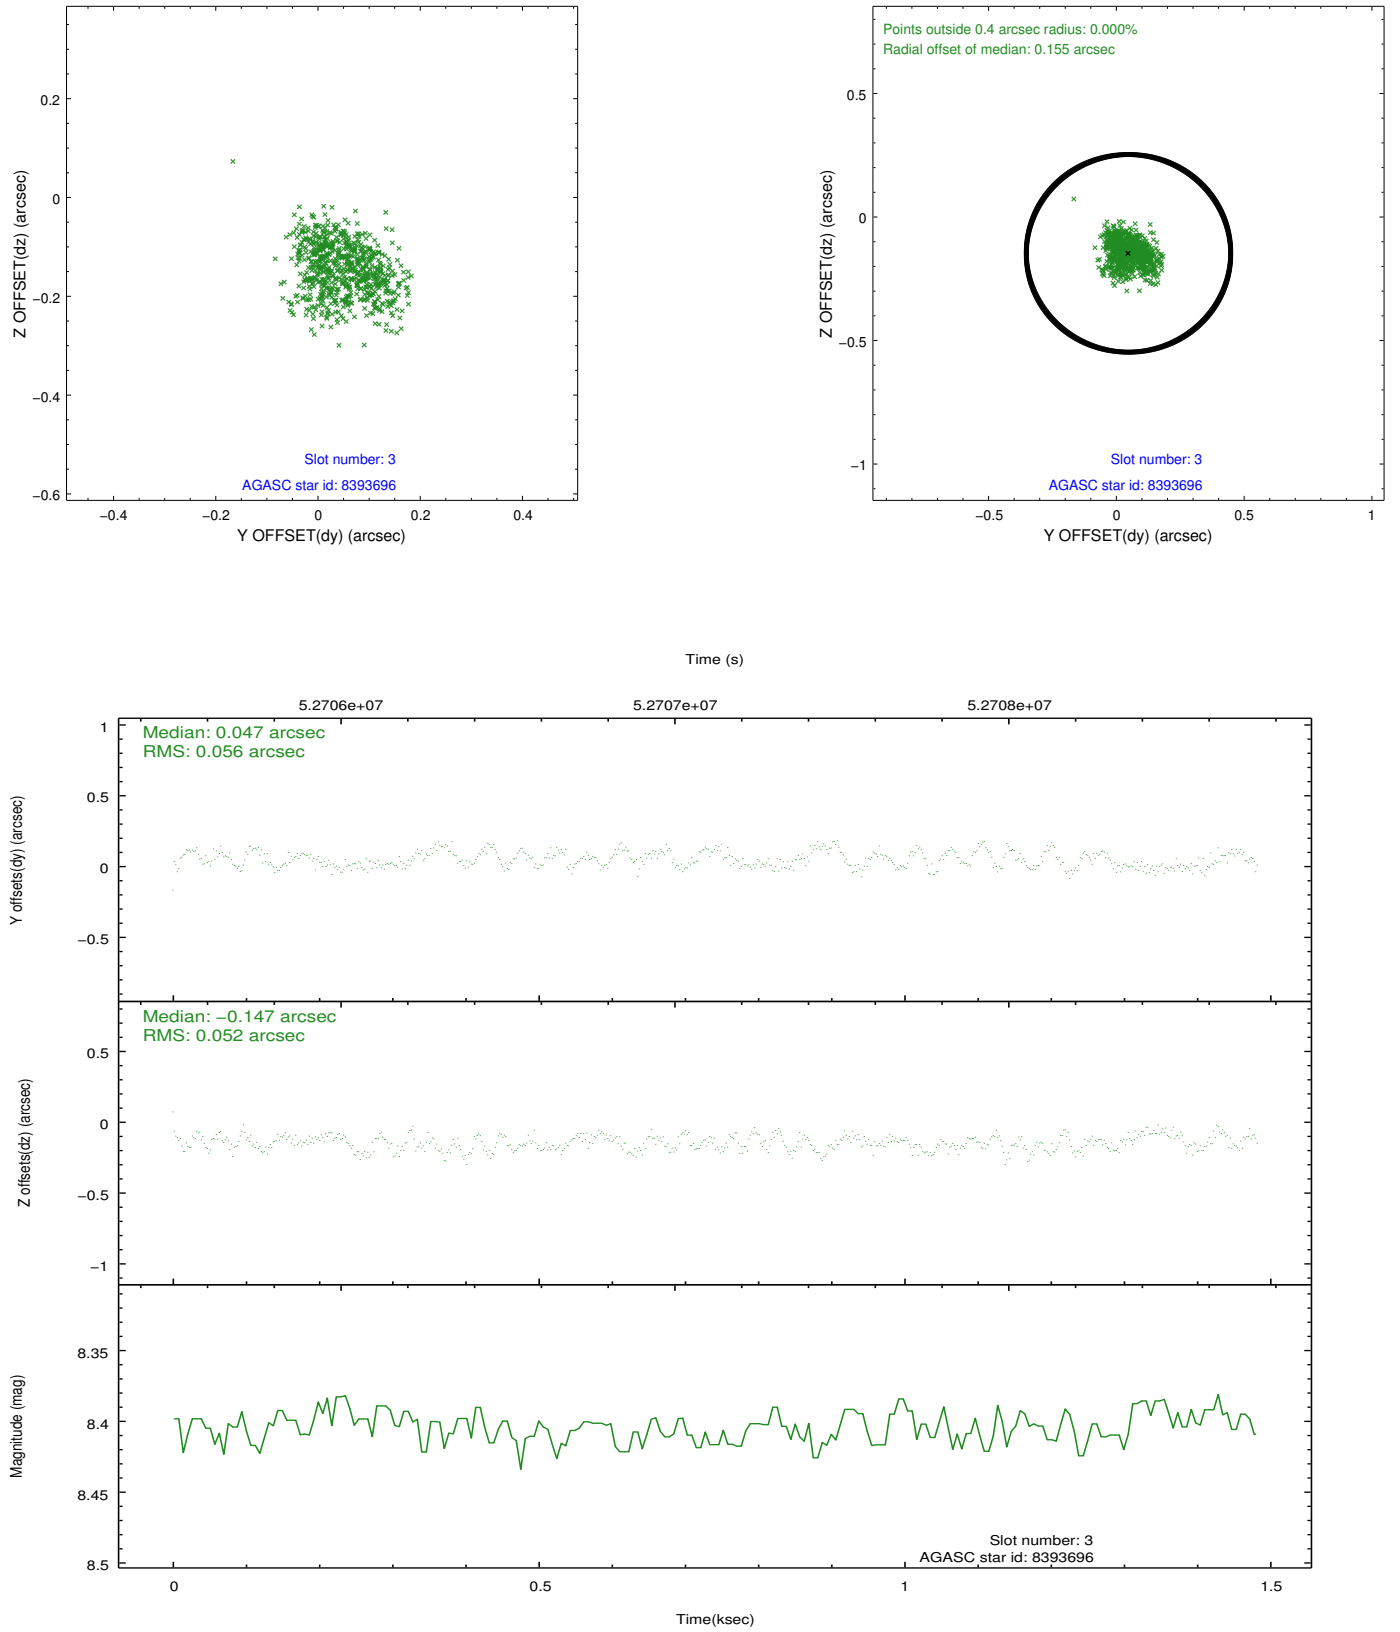 0.2
0
−0.2
−0.4
−0.6
Z OFFSET(dz) (arcsec)
Slot number: 3
AGASC star id: 8393696
−0.4 −0.2 0 0.2 0.4
Y OFFSET(dy) (arcsec)
Points outside 0.4 arcsec radius: 0.000%
Radial offset of median: 0.155 arcsec
0.5
0
−0.5
−1
Z OFFSET(dz) (arcsec)
Slot number: 3
AGASC star id: 8393696
−0.5 0 0.5 1
Y OFFSET(dy) (arcsec)
Time (s)
5.2706e+07 5.2707e+07 5.2708e+07
Median: 0.047 arcsec
RMS: 0.056 arcsec
1
0.5
0
−0.5
Y offsets(dy) (arcsec)
Median: −0.147 arcsec
RMS: 0.052 arcsec
0.5
0
−0.5
−1
Z offsets(dz) (arcsec)
8.35
8.4
8.45
8.5
Magnitude (mag)
Slot number: 3
AGASC star id: 8393696
0 0.5 1 1.5
Time(ksec)